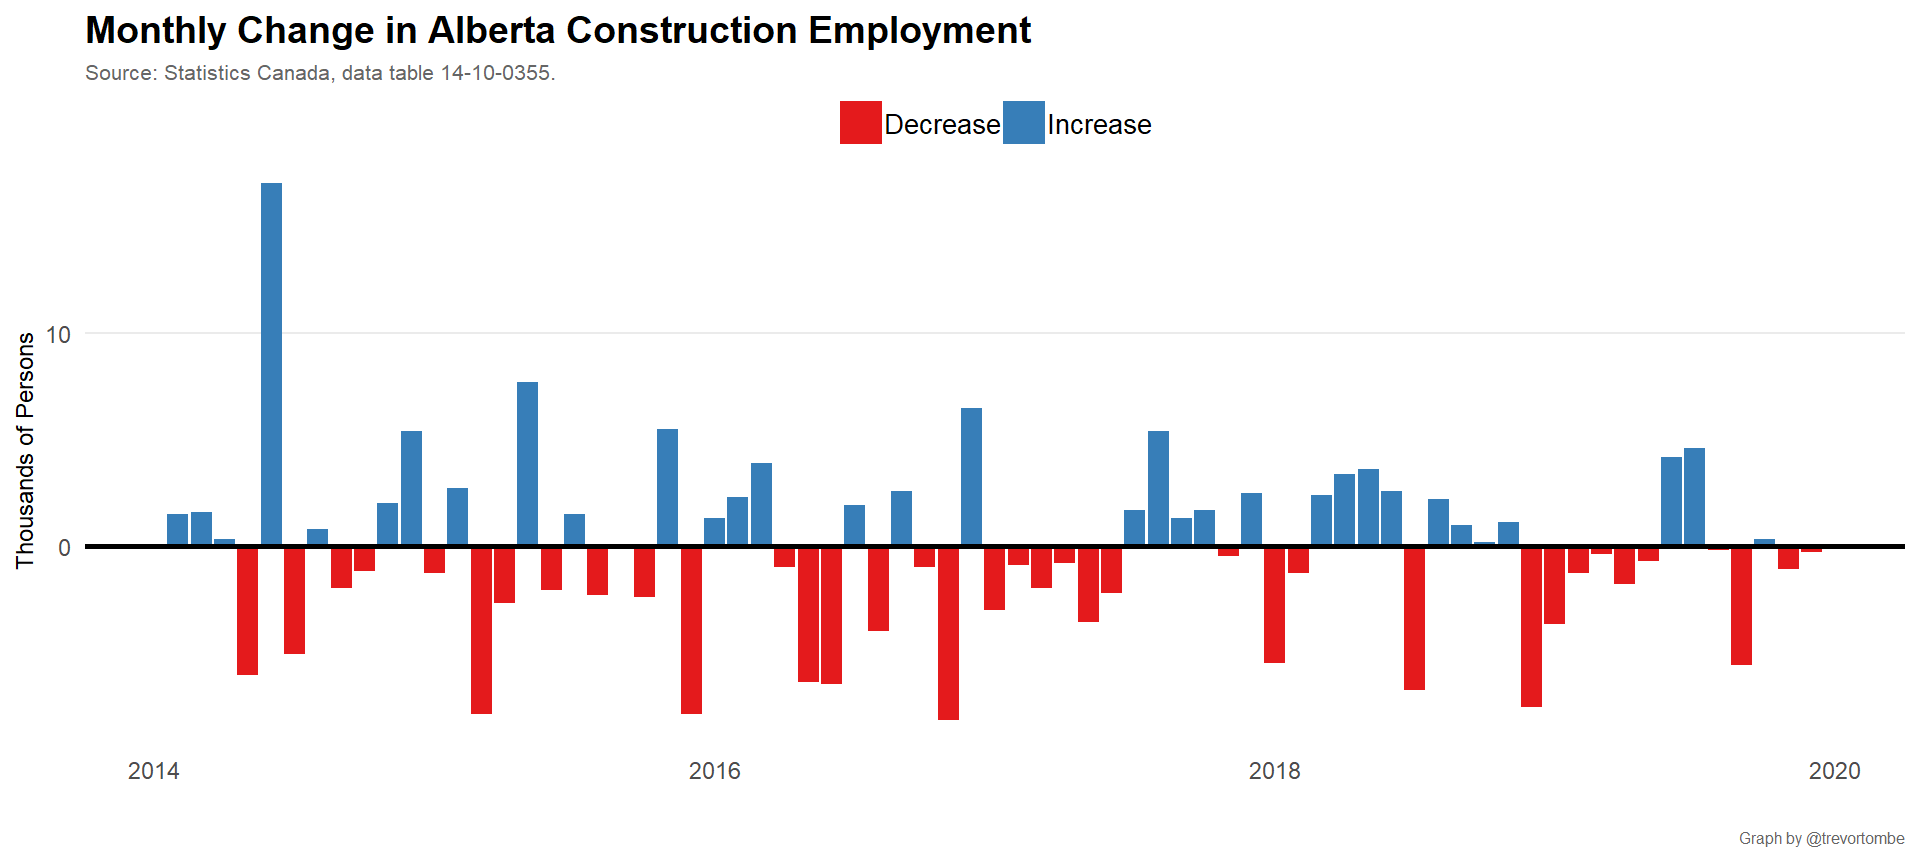 Monthly Change in Alberta Construction Employment
Source: Statistics Canada, data table 14-10-0355.
Decrease Increase
Thousands of Persons
10
0
2014 2016 2018 2020
Graph by @trevortombe